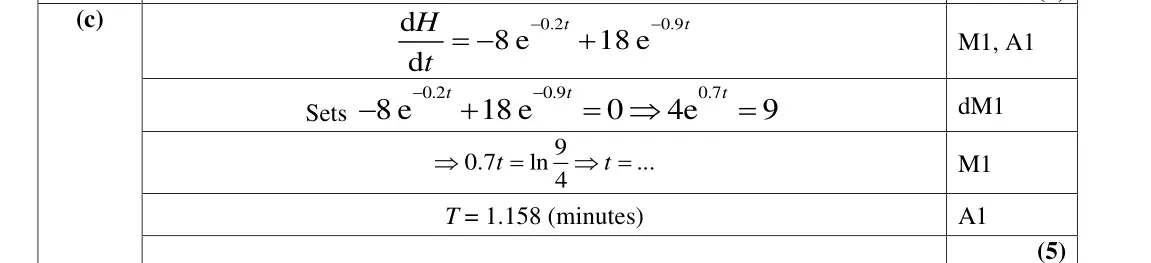 (c) dH/dt = −8 e^{−0.2t} + 18 e^{−0.9t} M1, A1
Sets −8 e^{−0.2t} + 18 e^{−0.9t} = 0 ⇒ 4e^{0.7t} = 9 dM1
⇒ 0.7t = ln 9/4 ⇒ t = ... M1
T = 1.158 (minutes) A1
(5)